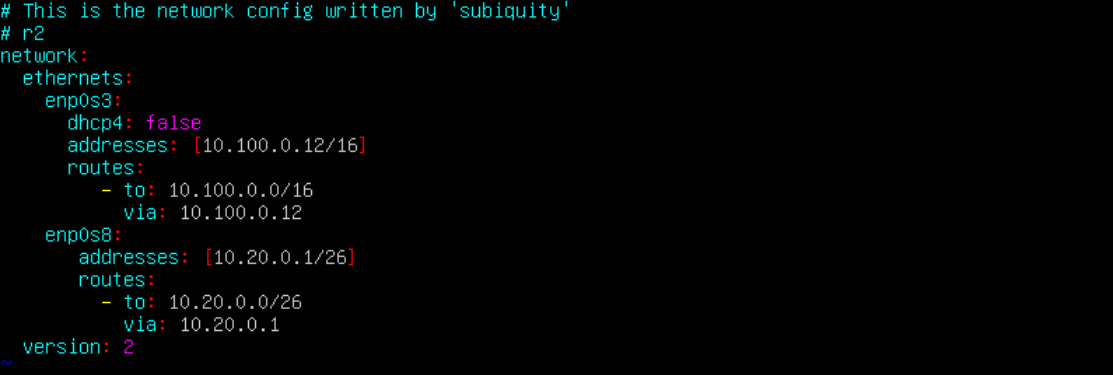 # This is the network config written by 'subiquity'
# r2
network:
  ethernets:
    enp0s3:
      dhcp4: false
      addresses: [10.100.0.12/16]
      routes:
         - to: 10.100.0.0/16
           via: 10.100.0.12
    enp0s8:
       addresses: [10.20.0.1/26]
       routes:
         - to: 10.20.0.0/26
           via: 10.20.0.1
  version: 2
~